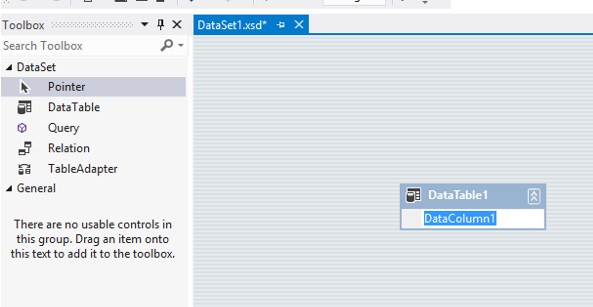 Toolbox
DataSet1.xsd*
Search Toolbox
DataSet
Pointer
DataTable
Query
Relation
TableAdapter
General
There are no usable controls in
this group. Drag an item onto
this text to add it to the toolbox.
DataTable1
DataColumn1